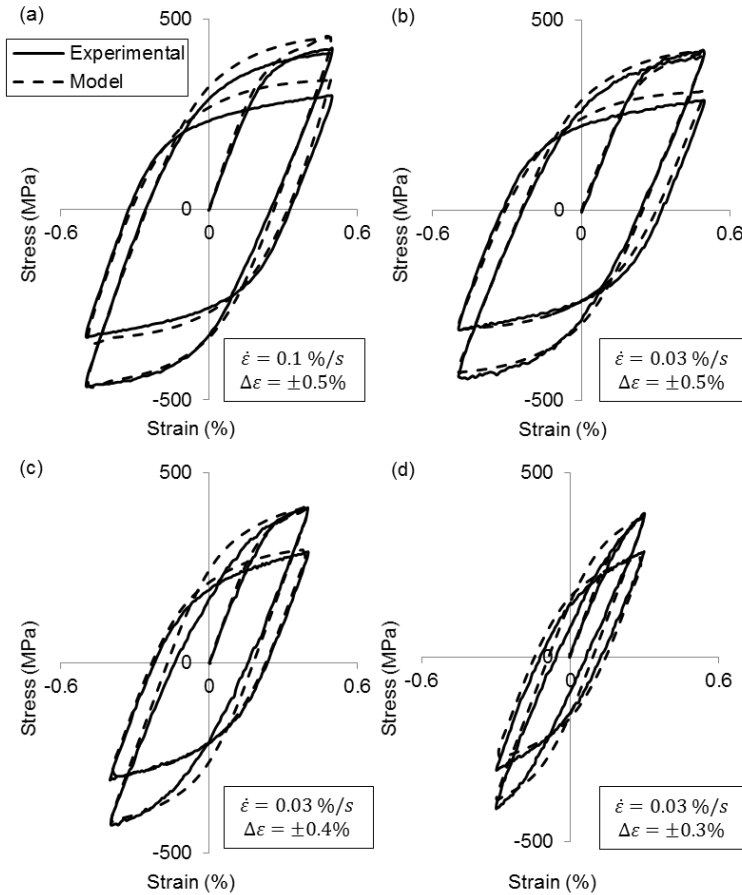 (a)
500
Experimental
Model
0
-0.6
0
0.6
Stress (MPa)
ε̇ = 0.1 %/s
Δε = ±0.5%
-500
Strain (%)
(b)
500
0
-0.6
0
0.6
Stress (MPa)
ε̇ = 0.03 %/s
Δε = ±0.5%
-500
Strain (%)
(c)
500
0
-0.6
0
0.6
Stress (MPa)
ε̇ = 0.03 %/s
Δε = ±0.4%
-500
Strain (%)
(d)
500
0
-0.6
0
0.6
Stress (MPa)
ε̇ = 0.03 %/s
Δε = ±0.3%
-500
Strain (%)